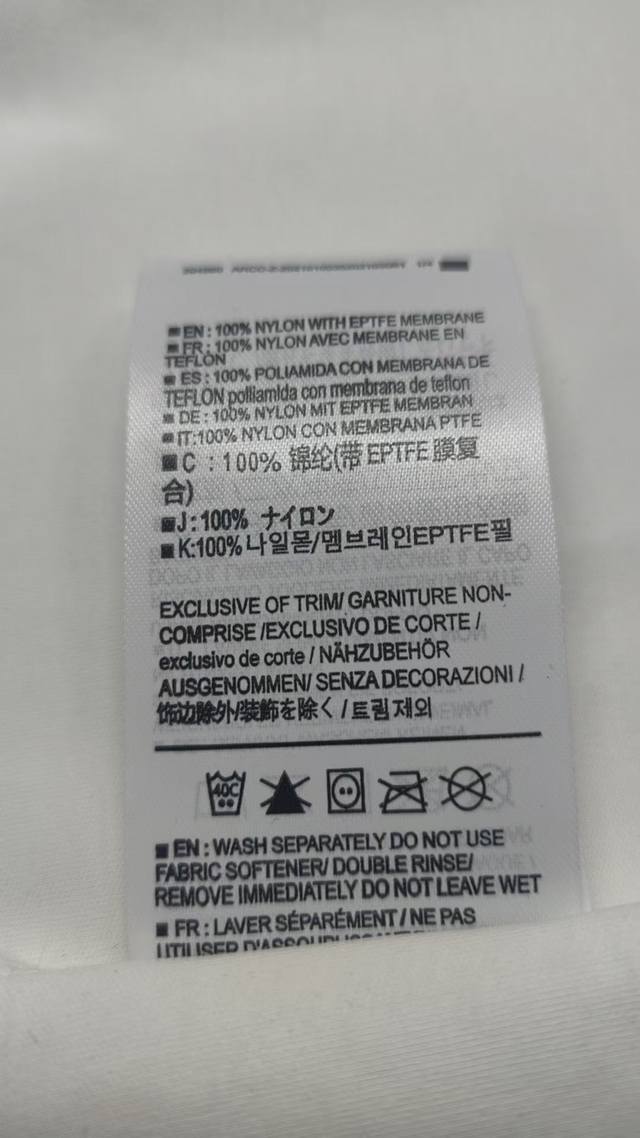 ■ EN : 100% NYLON WITH EPTFE MEMBRANE
■ FR : 100% NYLON AVEC MEMBRANE EN
TEFLON
■ ES : 100% POLIAMIDA CON MEMBRANA DE
TEFLON poliamida con membrana de teflon
■ DE : 100% NYLON MIT EPTFE MEMBRAN
■ IT:100% NYLON CON MEMBRANA PTFE
■ C : 100% 锦纶(带 EPTFE 膜复
合)
■ J : 100% ナイロン
■ K:100% 나일몬/멤브레인EPTFE필
EXCLUSIVE OF TRIM/ GARNITURE NON-
COMPRISE /EXCLUSIVO DE CORTE /
exclusivo de corte / NÄHZUBEHÖR
AUSGENOMMEN/ SENZA DECORAZIONI /
饰边除外/装飾を除く / 트림 제외
40C
■ EN : WASH SEPARATELY DO NOT USE
FABRIC SOFTENER/ DOUBLE RINSE/
REMOVE IMMEDIATELY DO NOT LEAVE WET
■ FR : LAVER SÉPARÉMENT / NE PAS
UTILISER